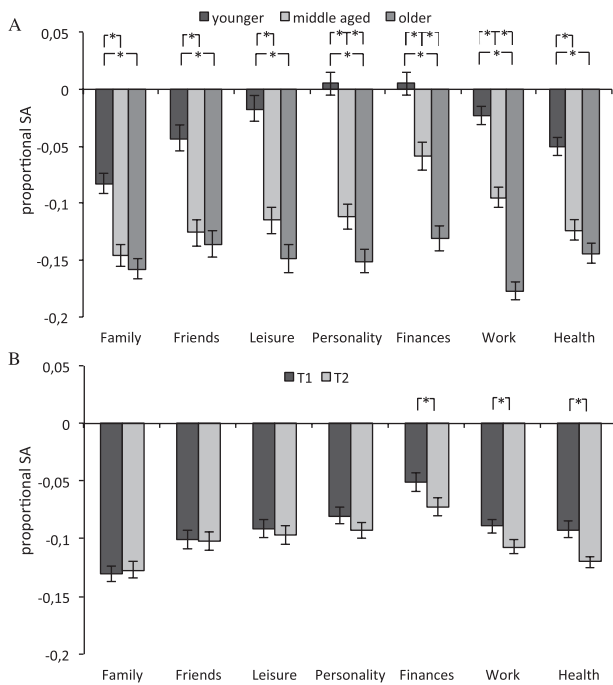 A
younger middle aged older
0,05
0
-0,05
-0,1
-0,15
-0,2
proportional SA
* * * * * * * * *
* * * * * * * *
Family Friends Leisure Personality Finances Work Health
B
T1 T2
0,05
0
-0,05
-0,1
-0,15
-0,2
proportional SA
* * *
Family Friends Leisure Personality Finances Work Health